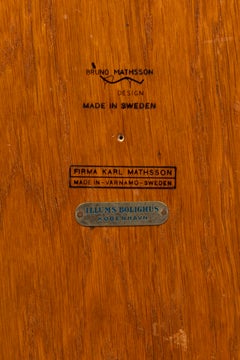 BRUNO MATHSSON
DESIGN
MADE IN SWEDEN
FIRMA KARL MATHSSON
MADE-IN-VÄRNAMO-SWEDEN
ILLUMS BOLIGHUS
KØBENHAVN